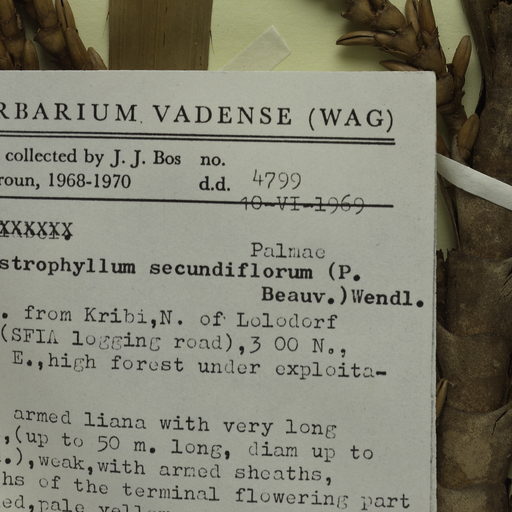 RBARIUM VADENSE (WAG)
collected by J. J. Bos no. 4799
roun, 1968-1970 d.d. 10-VI-1969
XXXXXX
Palmae
strophyllum secundiflorum (P.
Beauv.)Wendl.
. from Kribi,N. of Lolodorf
(SFIA logging road),3 00 N.,
E.,high forest under exploita-
armed liana with very long
,(up to 50 m. long, diam up to
.),weak,with armed sheaths,
hs of the terminal flowering part
ed,pale